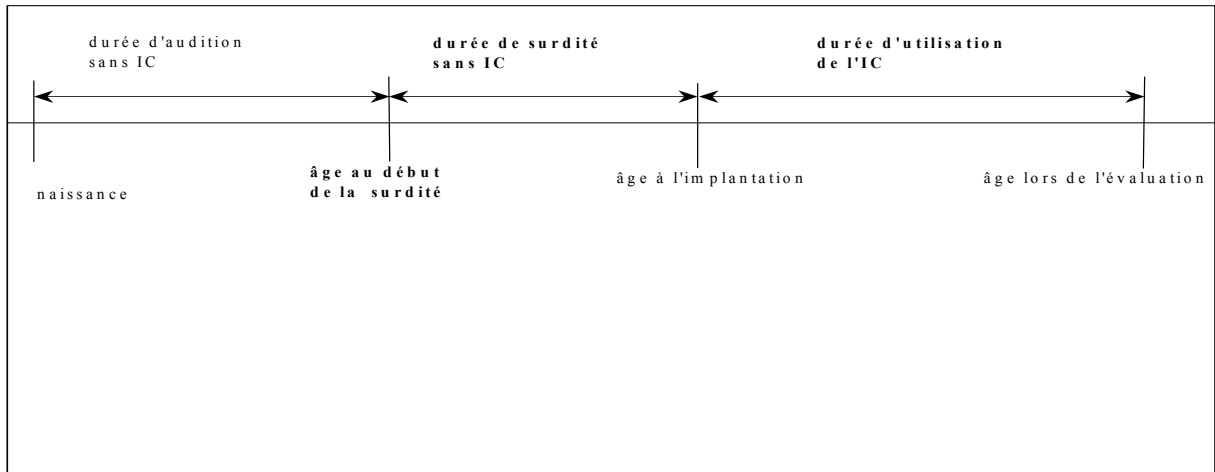 durée d'audition
sans IC
durée de surdité
sans IC
durée d'utilisation
de l'IC
naissance
âge au début
de la surdité
âge à l'implantation
âge lors de l'évaluation